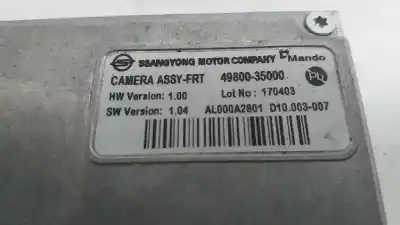 SSANGYONG MOTOR COMPANY Mando
CAMERA ASSY-FRT 49800-35000
HW Version: 1.00 Lot No : 170403
SW Version: 1.04 AL000A2801 D10.003-007
Pb